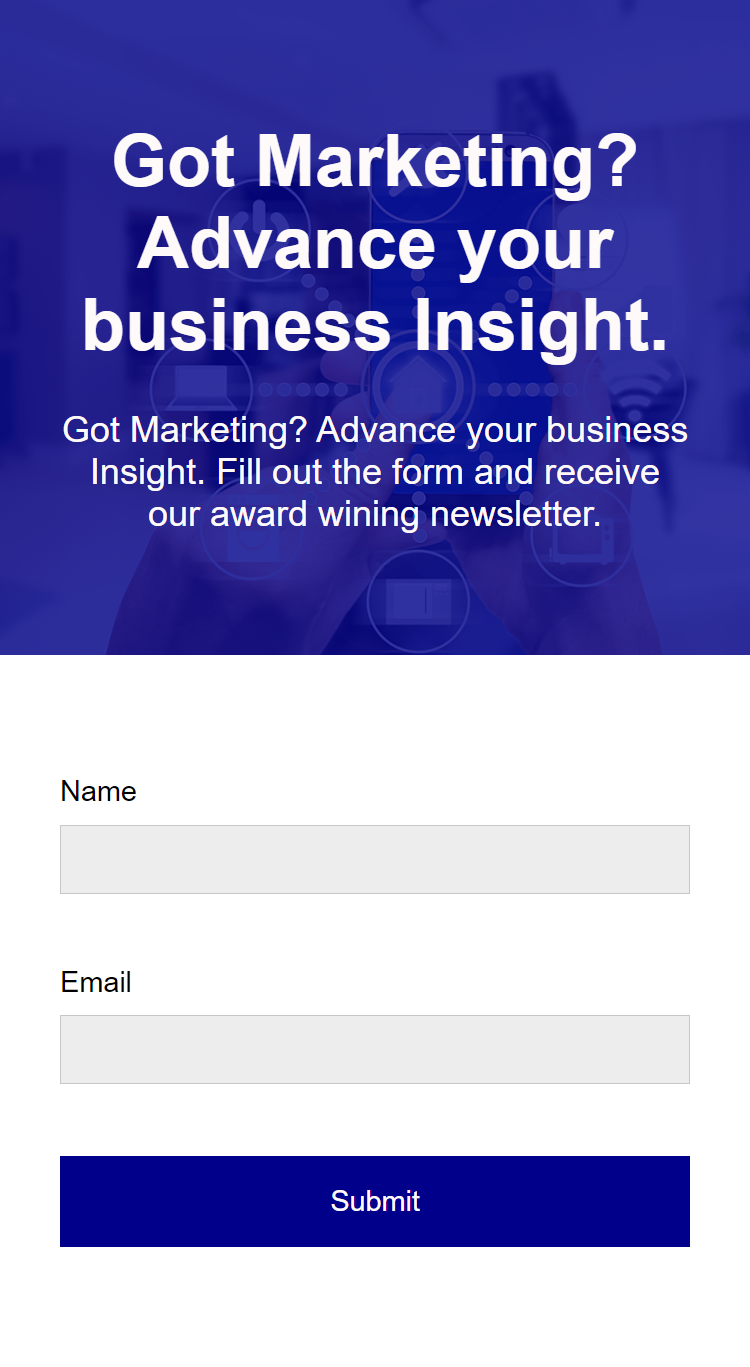 Got Marketing?
Advance your
business Insight.
Got Marketing? Advance your business
Insight. Fill out the form and receive
our award wining newsletter.
Name
Email
Submit